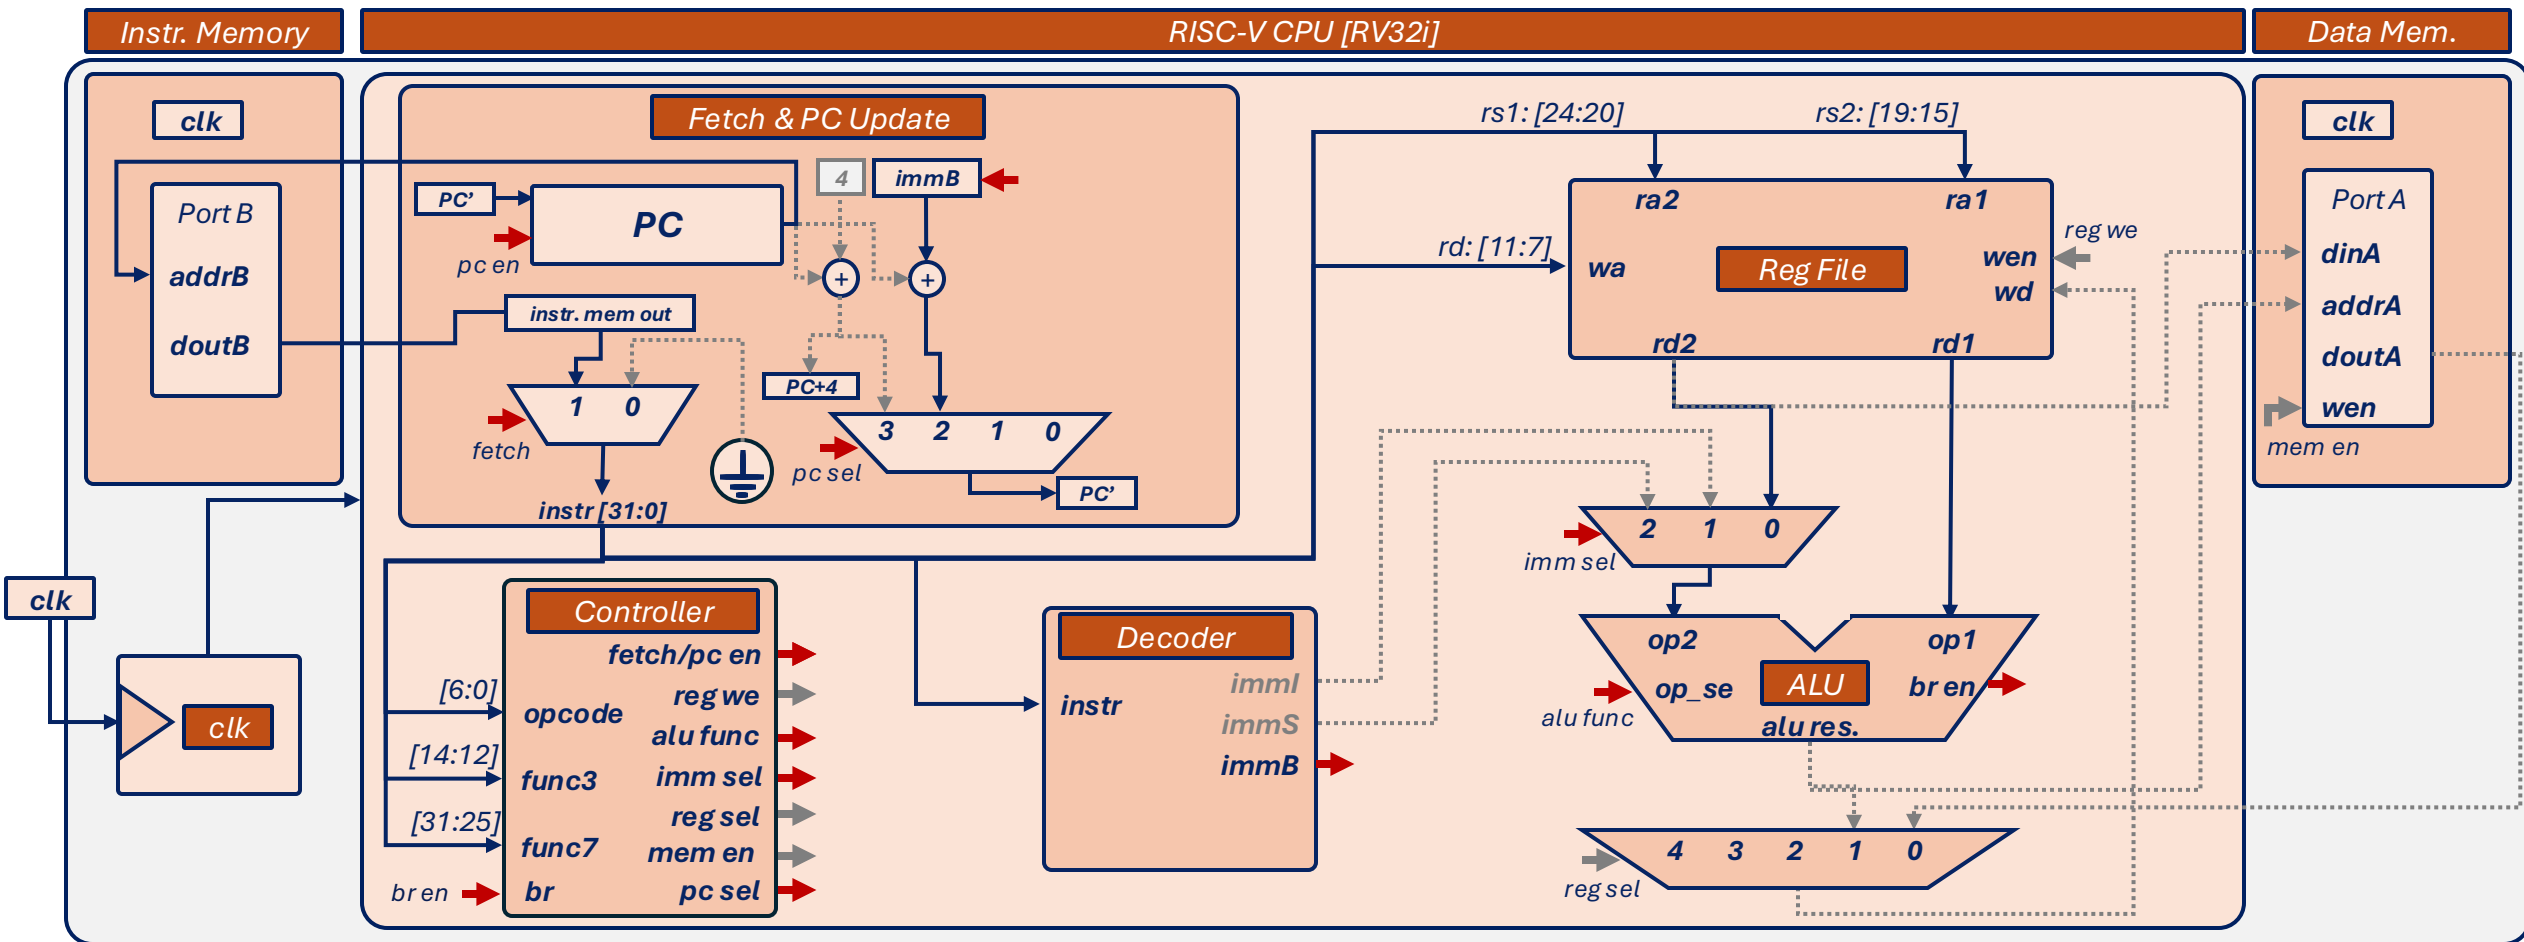 Instr. Memory
RISC-V CPU [RV32i]
Data Mem.
clk
Port B
addrB
doutB
Fetch & PC Update
PC'
PC
pc en
4
immB
+
+
instr. mem out
1 0
fetch
PC+4
3 2 1 0
pc sel
PC'
instr [31:0]
rs1: [24:20]
rs2: [19:15]
rd: [11:7]
ra2
ra1
wa
Reg File
wen
wd
reg we
rd2
rd1
clk
Port A
dinA
addrA
doutA
wen
mem en
2 1 0
imm sel
op2
op1
op_se
ALU
br en
alu func
alu res.
4 3 2 1 0
reg sel
clk
clk
Controller
fetch/pc en
[6:0]
reg we
opcode
alu func
[14:12]
imm sel
func3
reg sel
[31:25]
func7
mem en
br en
br
pc sel
Decoder
immI
instr
immS
immB